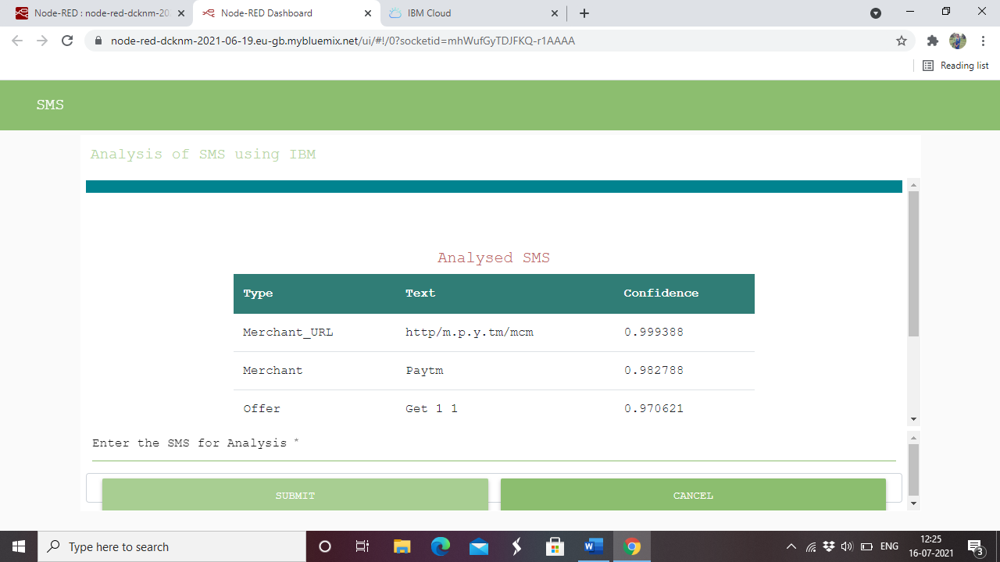 Node-RED : node-red-dcknm-20
Node-RED Dashboard
IBM Cloud
node-red-dcknm-2021-06-19.eu-gb.mybluemix.net/ui/#!/0?socketid=mhWufGyTDJFKQ-r1AAAA
Reading list
SMS
Analysis of SMS using IBM
Analysed SMS
Type Text Confidence
Merchant_URL http/m.p.y.tm/mcm 0.999388
Merchant Paytm 0.982788
Offer Get 1 1 0.970621
Enter the SMS for Analysis *
SUBMIT CANCEL
Type here to search
ENG
12:25
16-07-2021
3